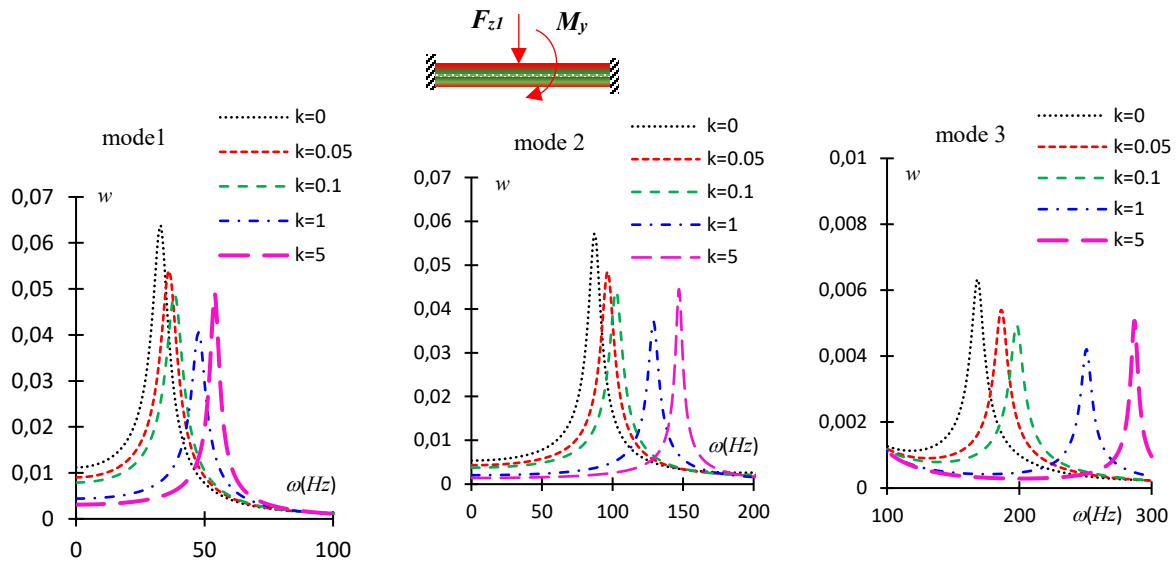 F_{z1} M_y
mode1
k=0
k=0.05
k=0.1
k=1
k=5
w
0,07
0,06
0,05
0,04
0,03
0,02
0,01
0
ω(Hz)
0 50 100
mode 2
k=0
k=0.05
k=0.1
k=1
k=5
w
0,07
0,06
0,05
0,04
0,03
0,02
0,01
0
ω(Hz)
0 50 100 150 200
mode 3
k=0
k=0.05
k=0.1
k=1
k=5
w
0,01
0,008
0,006
0,004
0,002
0
100 200 ω(Hz) 300